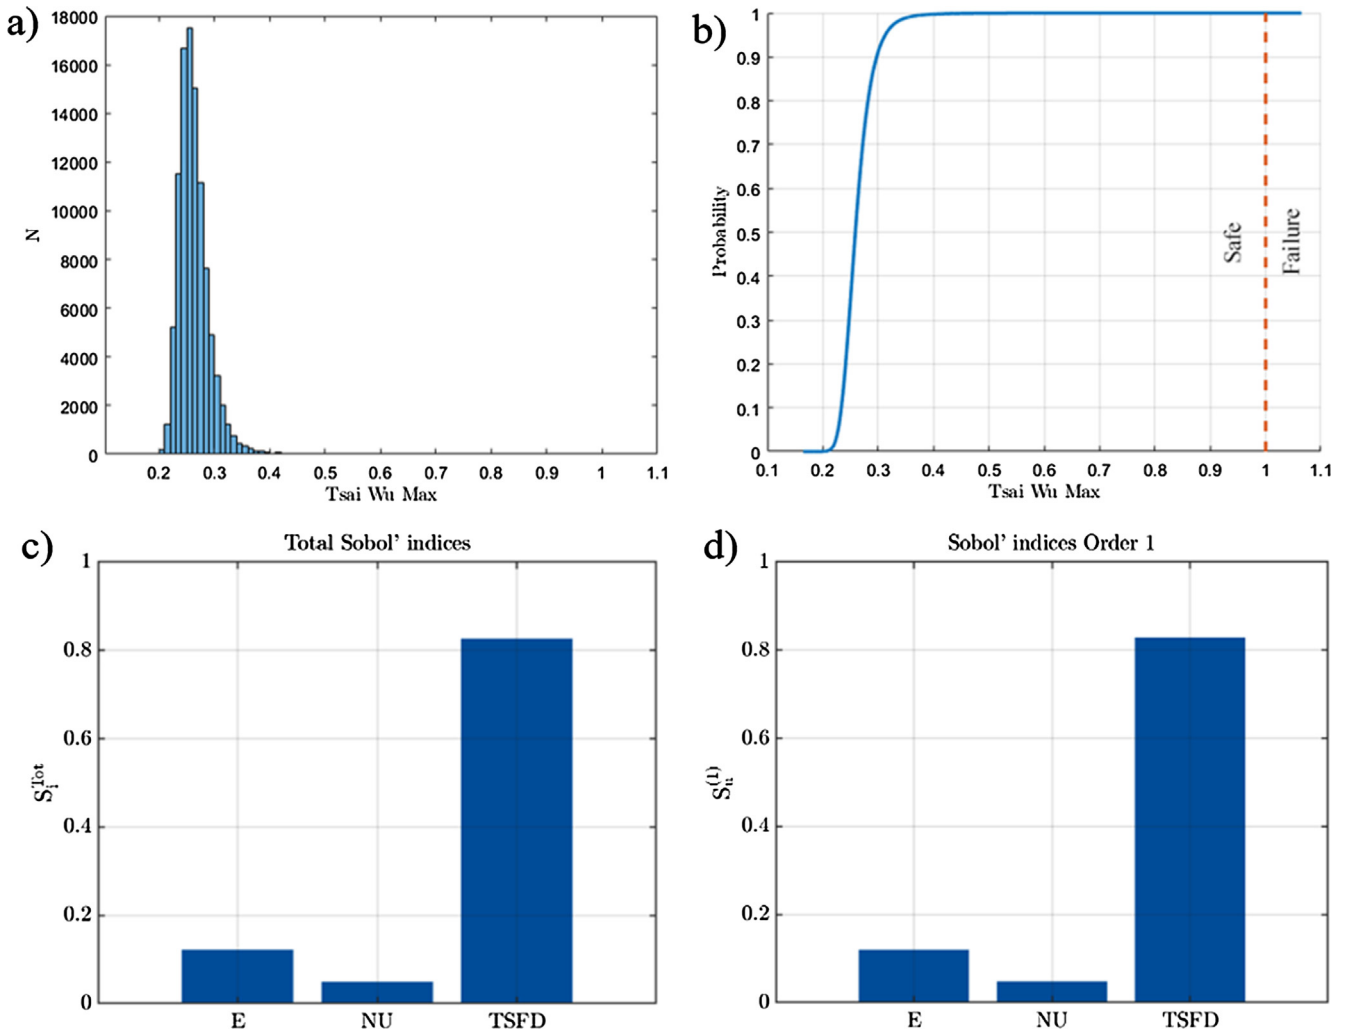 a)
18000
16000
14000
12000
10000
8000
6000
4000
2000
0
N
0.2 0.3 0.4 0.5 0.6 0.7 0.8 0.9 1 1.1
Tsai Wu Max
b)
1
0.9
0.8
0.7
0.6
0.5
0.4
0.3
0.2
0.1
0
Probability
Safe
Failure
0.1 0.2 0.3 0.4 0.5 0.6 0.7 0.8 0.9 1 1.1
Tsai Wu Max
c)
Total Sobol' indices
1
0.8
0.6
0.4
0.2
0
S_i^Tot
E NU TSFD
d)
Sobol' indices Order 1
1
0.8
0.6
0.4
0.2
0
S_u^(1)
E NU TSFD